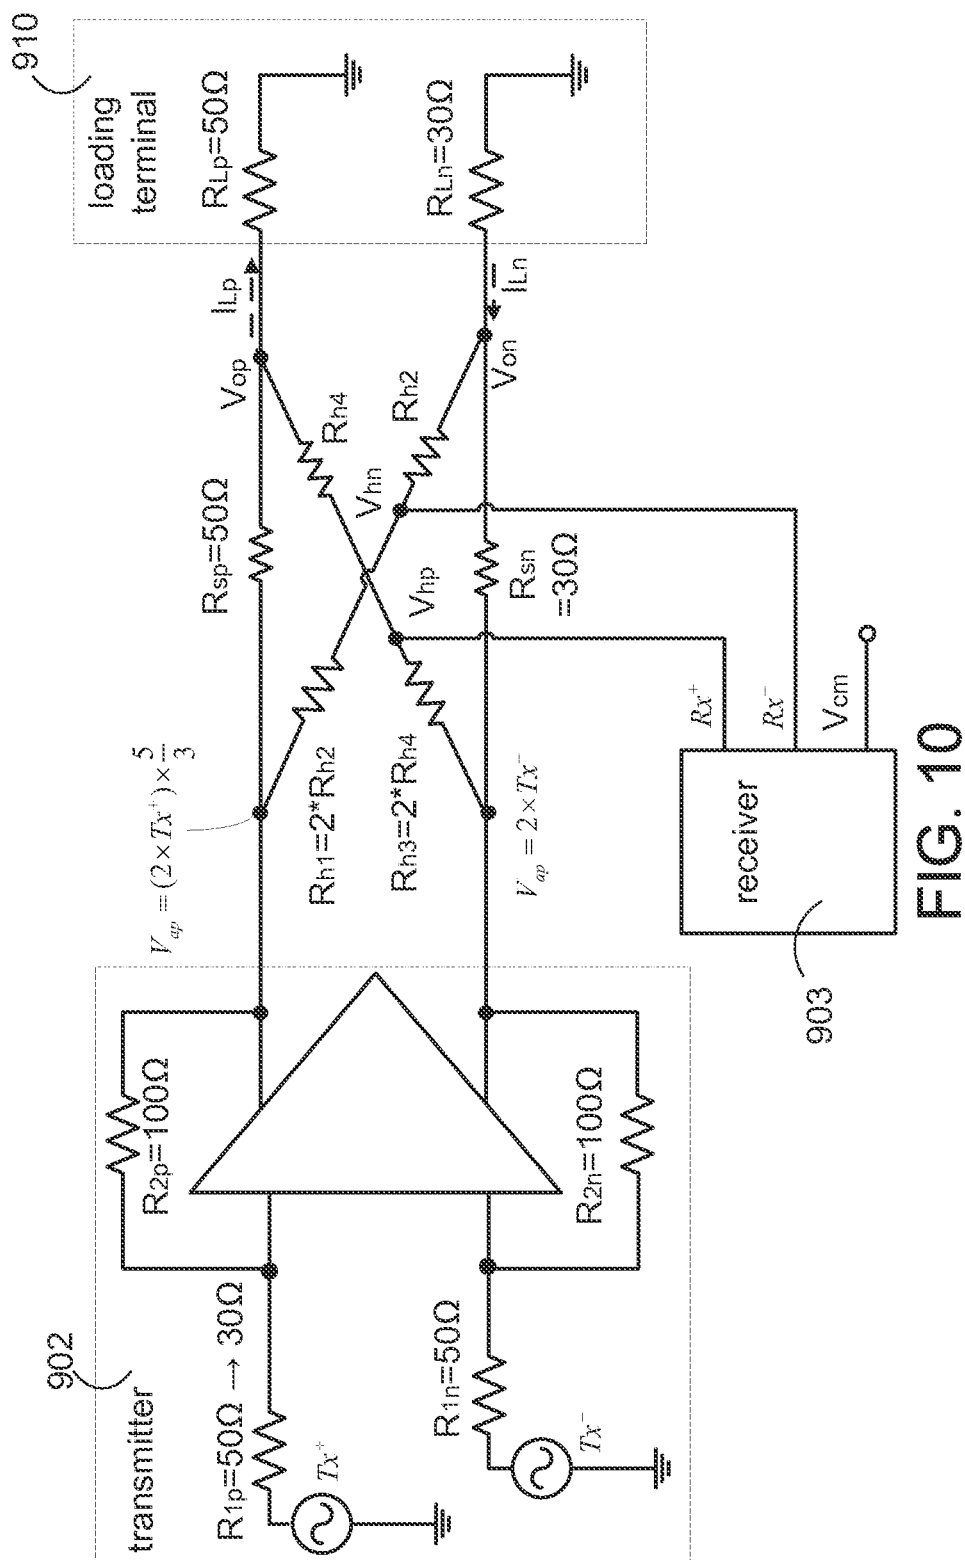 902
transmitter
R1p=50Ω → 30Ω
Tx⁺
R2p=100Ω
R1n=50Ω
Tx⁻
R2n=100Ω
Vap = (2 × Tx⁺) × 5/3
Rh1=2*Rh2
Rh3=2*Rh4
Vap = 2 × Tx⁻
Rsp=50Ω
Vhn
Vhp
Rsn
=30Ω
Vop
Rh4
Rh2
Von
ILp
ILn
910
loading
terminal
RLp=50Ω
RLn=30Ω
Rx⁺
Rx⁻
Vcm
receiver
903
FIG. 10